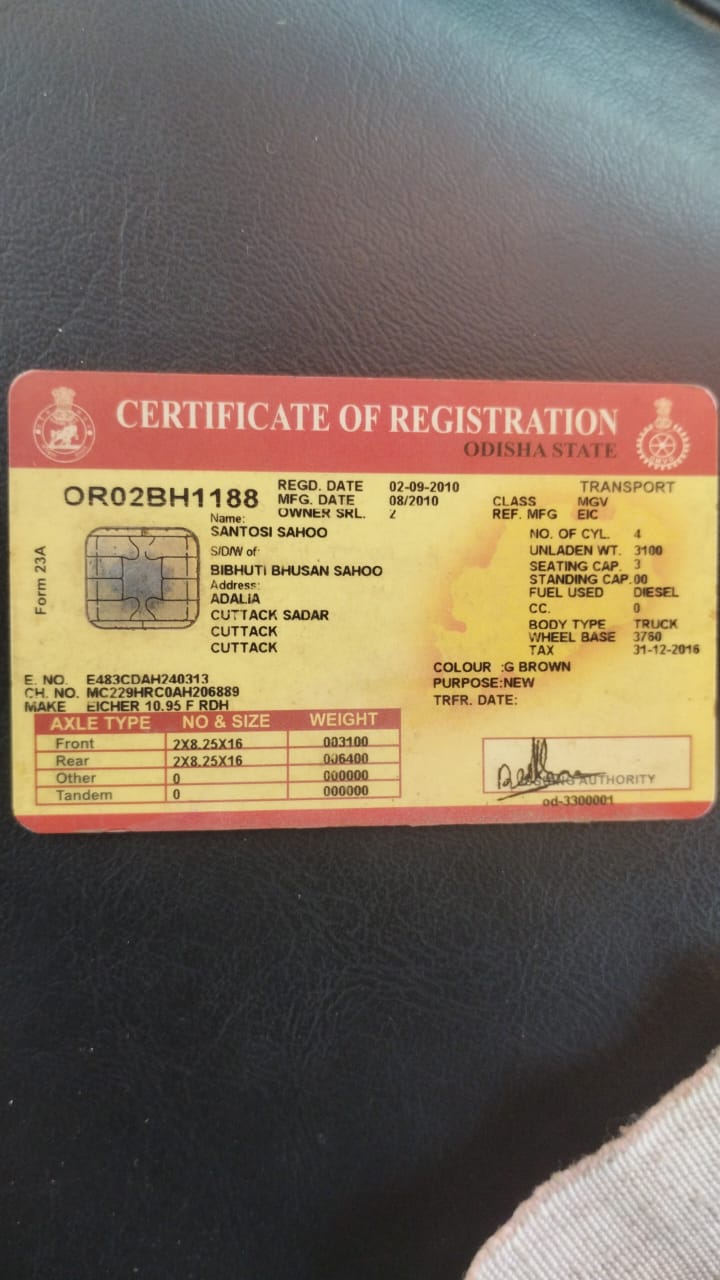 CERTIFICATE OF REGISTRATION
ODISHA STATE
OR02BH1188
REGD. DATE 02-09-2010
MFG. DATE 08/2010
OWNER SRL. 2
TRANSPORT
CLASS MGV
REF. MFG EIC
Form 23A
Name:
SANTOSI SAHOO
S/D/W of:
BIBHUTI BHUSAN SAHOO
Address:
ADALIA
CUTTACK SADAR
CUTTACK
CUTTACK
NO. OF CYL. 4
UNLADEN WT. 3100
SEATING CAP. 3
STANDING CAP. 00
FUEL USED DIESEL
CC. 0
BODY TYPE TRUCK
WHEEL BASE 3760
TAX 31-12-2016
COLOUR :G BROWN
PURPOSE:NEW
TRFR. DATE:
E. NO. E483CDAH240313
CH. NO. MC229HRC0AH206889
MAKE EICHER 10.95 F RDH
AXLE TYPE NO & SIZE WEIGHT
Front 2X8.25X16 003100
Rear 2X8.25X16 006400
Other 0 000000
Tandem 0 000000
ISSUING AUTHORITY
od-3300001